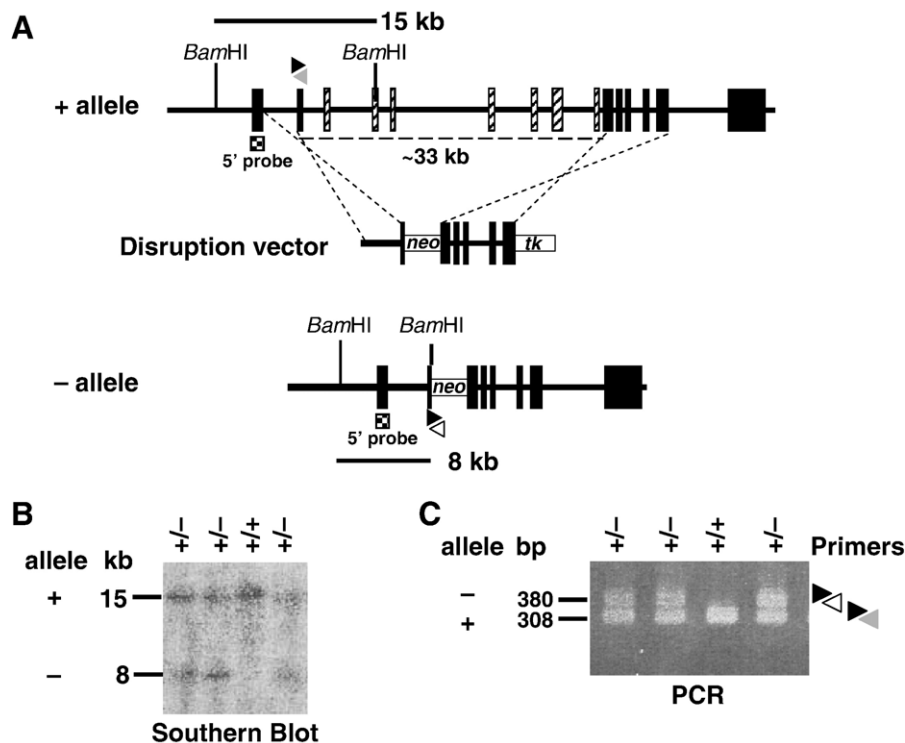 A
15 kb
BamHI
BamHI
+ allele
5' probe
~33 kb
Disruption vector
neo
tk
BamHI
BamHI
– allele
neo
5' probe
8 kb
B
+/–
+/–
+/+
+/–
allele kb
+ 15
– 8
Southern Blot
C
+/–
+/–
+/+
+/–
allele bp
Primers
– 380
+ 308
PCR